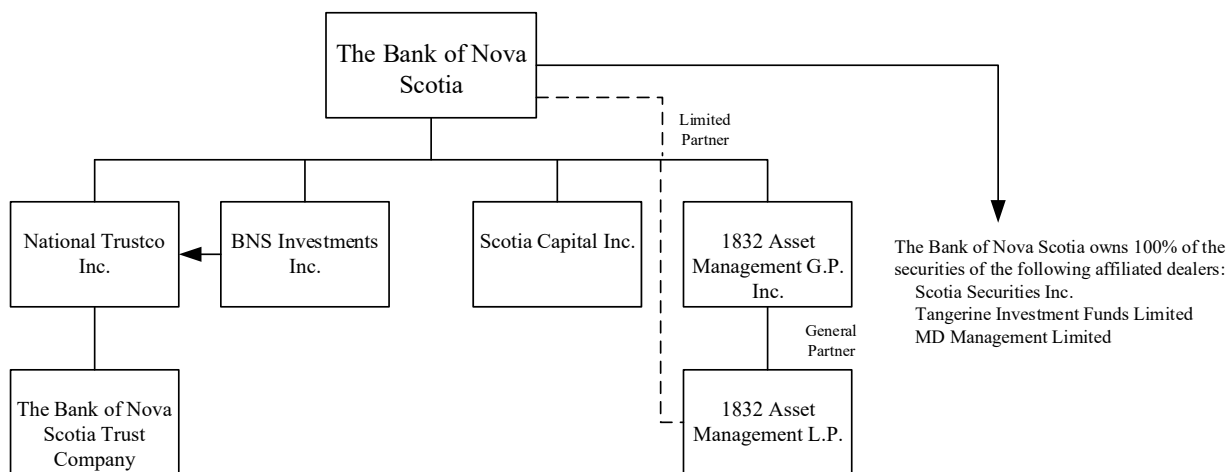 The Bank of Nova
Scotia
Limited
Partner
National Trustco
Inc.
BNS Investments
Inc.
Scotia Capital Inc.
1832 Asset
Management G.P.
Inc.
The Bank of Nova Scotia owns 100% of the
securities of the following affiliated dealers:
Scotia Securities Inc.
Tangerine Investment Funds Limited
MD Management Limited
General
Partner
The Bank of Nova
Scotia Trust
Company
1832 Asset
Management L.P.